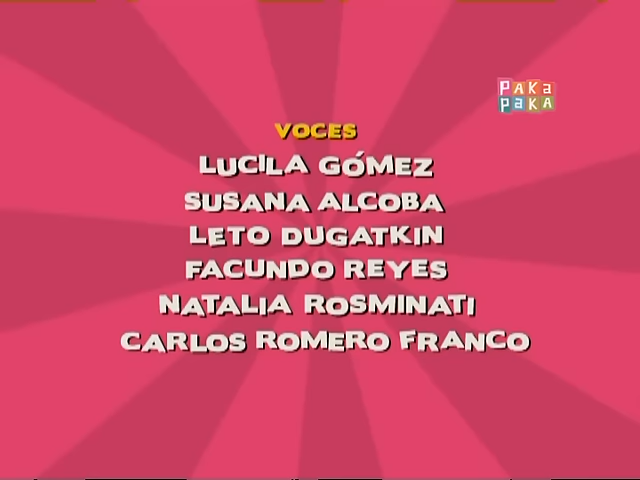 PAKA
PAKA
VOCES
LUCILA GÓMEZ
SUSANA ALCOBA
LETO DUGATKIN
FACUNDO REYES
NATALIA ROSMINATI
CARLOS ROMERO FRANCO